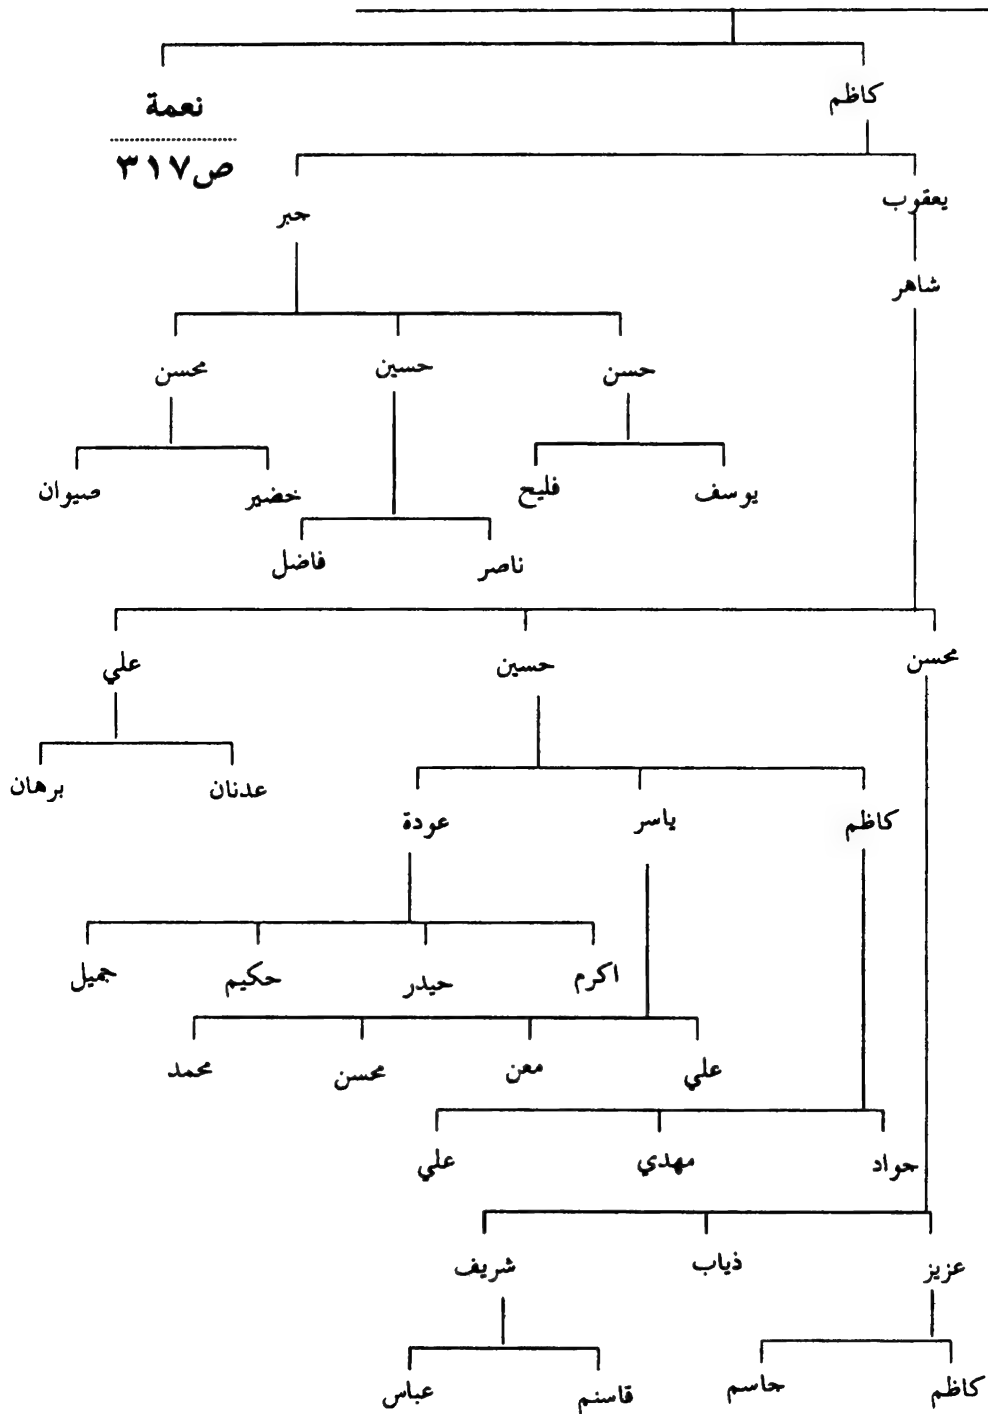 كاظم نعمة
ص٣١٧
يعقوب جبر
شاهر
حسن حسين محسن
يوسف فليح خضير صيوان
ناصر فاضل
محسن حسين علي
عدنان برهان
كاظم ياسر عودة
اكرم حيدر حكيم جميل
علي معن محسن محمد
جواد مهدي علي
عزيز ذياب شريف
كاظم جاسم قاسنم عباس